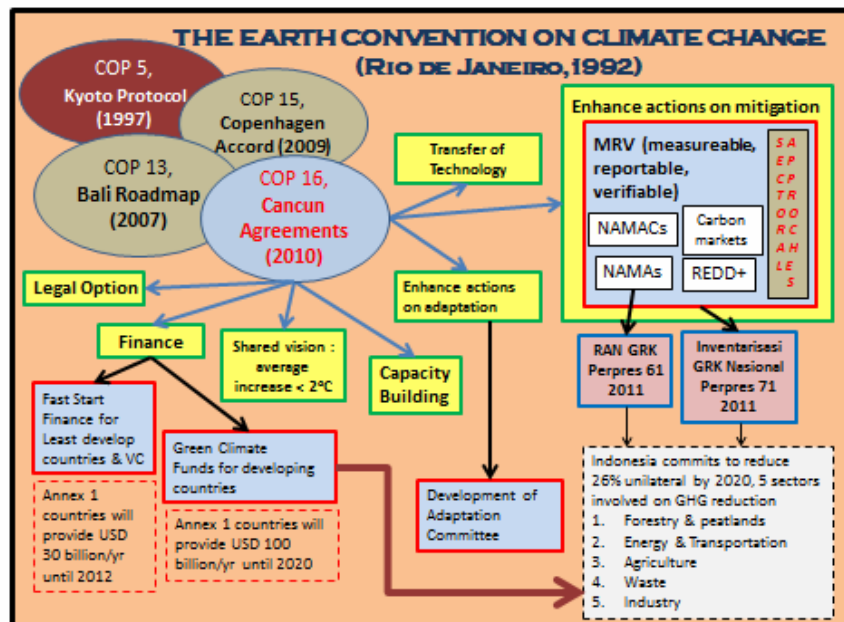 THE EARTH CONVENTION ON CLIMATE CHANGE
(RIO DE JANEIRO,1992)
COP 5,
Kyoto Protocol
(1997)
COP 15,
Copenhagen
Accord (2009)
COP 13,
Bali Roadmap
(2007)
COP 16,
Cancun
Agreements
(2010)
Transfer of
Technology
Enhance actions on mitigation
MRV (measureable,
reportable,
verifiable)
NAMACs
Carbon
markets
NAMAs
REDD+
SECTORAL
APPROACHES
Legal Option
Finance
Shared vision :
average
increase < 2°C
Capacity
Building
Enhance actions
on adaptation
RAN GRK
Perpres 61
2011
Inventarisasi
GRK Nasional
Perpres 71
2011
Fast Start
Finance for
Least develop
countries & VC
Green Climate
Funds for developing
countries
Annex 1
countries will
provide USD
30 billion/yr
until 2012
Annex 1 countries will
provide USD 100
billion/yr until 2020
Development of
Adaptation
Committee
Indonesia commits to reduce
26% unilateral by 2020, 5 sectors
involved on GHG reduction
1. Forestry & peatlands
2. Energy & Transportation
3. Agriculture
4. Waste
5. Industry